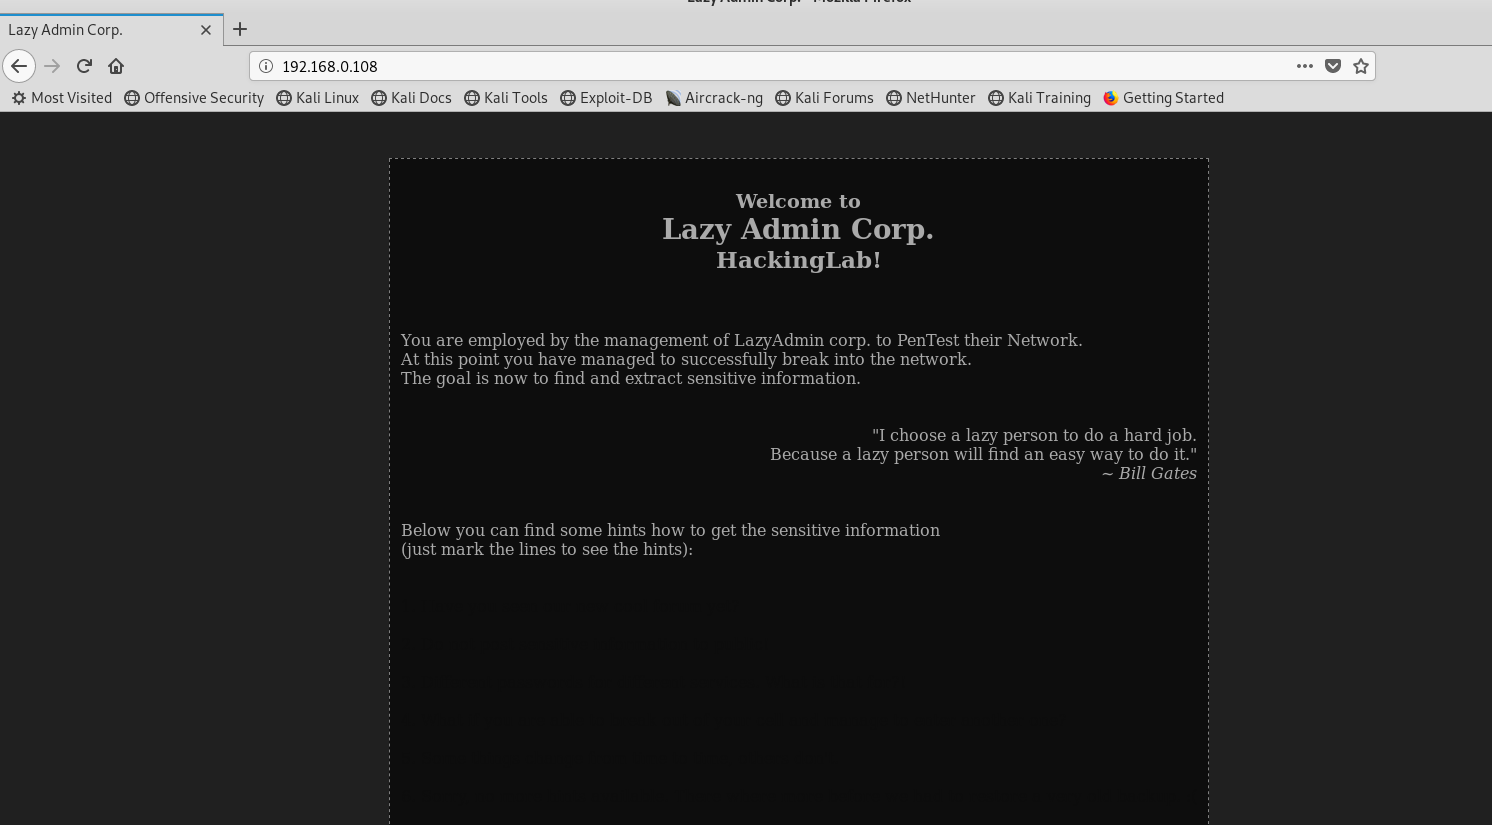 Lazy Admin Corp.
192.168.0.108
Most Visited Offensive Security Kali Linux Kali Docs Kali Tools Exploit-DB Aircrack-ng Kali Forums NetHunter Kali Training Getting Started
Welcome to
Lazy Admin Corp.
HackingLab!
You are employed by the management of LazyAdmin corp. to PenTest their Network.
At this point you have managed to successfully break into the network.
The goal is now to find and extract sensitive information.
"I choose a lazy person to do a hard job.
Because a lazy person will find an easy way to do it."
~ Bill Gates
Below you can find some hints how to get the sensitive information
(just mark the lines to see the hints):